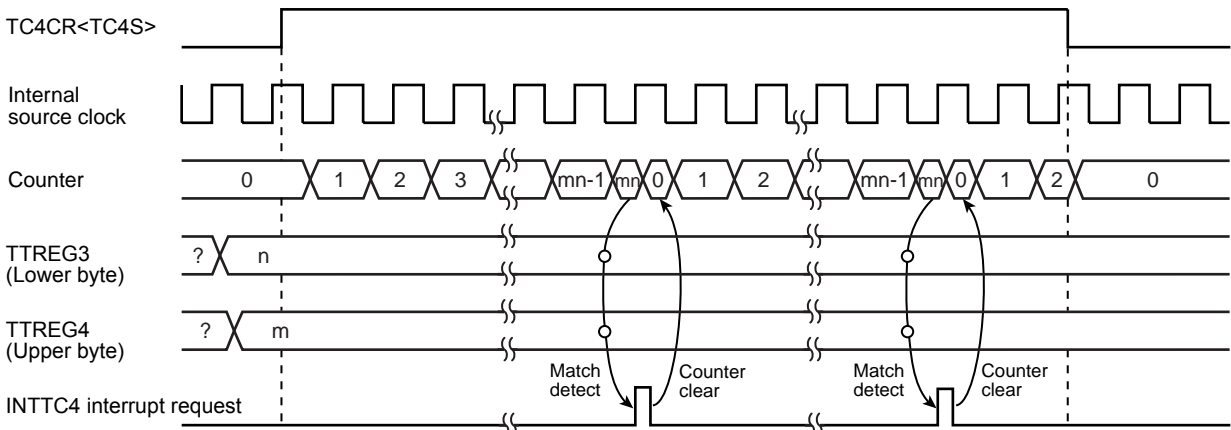 TC4CR<TC4S>
Internal
source clock
Counter
0 1 2 3 mn-1 mn 0 1 2 mn-1 mn 0 1 2 0
TTREG3
(Lower byte)
? n
TTREG4
(Upper byte)
? m
Match
detect
Counter
clear
Match
detect
Counter
clear
INTTC4 interrupt request